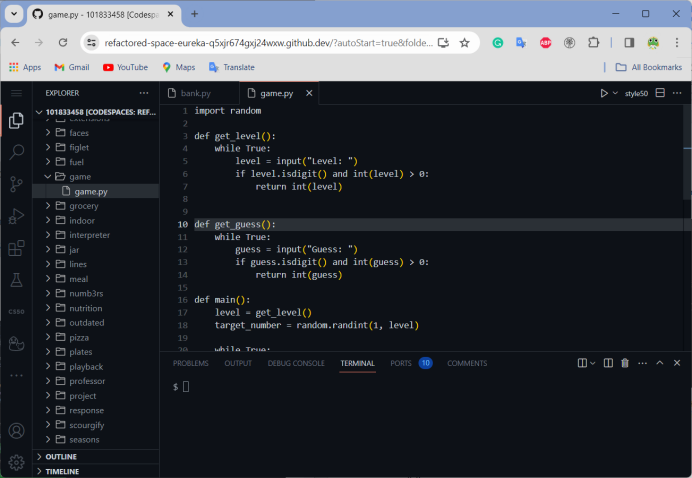 game.py - 101833458 [Codespac
refactored-space-eureka-q5xjr674gxj24wxw.github.dev/?autoStart=true&folde...
Apps
Gmail
YouTube
Maps
Translate
All Bookmarks
EXPLORER
101833458 [CODESPACES: REF...
extensions
faces
figlet
fuel
game
game.py
grocery
indoor
interpreter
jar
lines
meal
numb3rs
nutrition
outdated
pizza
plates
playback
professor
project
response
scourgify
seasons
OUTLINE
TIMELINE
CS50
bank.py
game.py
style50
1 import random
2
3 def get_level():
4     while True:
5         level = input("Level: ")
6         if level.isdigit() and int(level) > 0:
7             return int(level)
8
9
10 def get_guess():
11     while True:
12         guess = input("Guess: ")
13         if guess.isdigit() and int(guess) > 0:
14             return int(guess)
15
16 def main():
17     level = get_level()
18     target_number = random.randint(1, level)
19
20     while True:
PROBLEMS
OUTPUT
DEBUG CONSOLE
TERMINAL
PORTS 10
COMMENTS
$
ABP